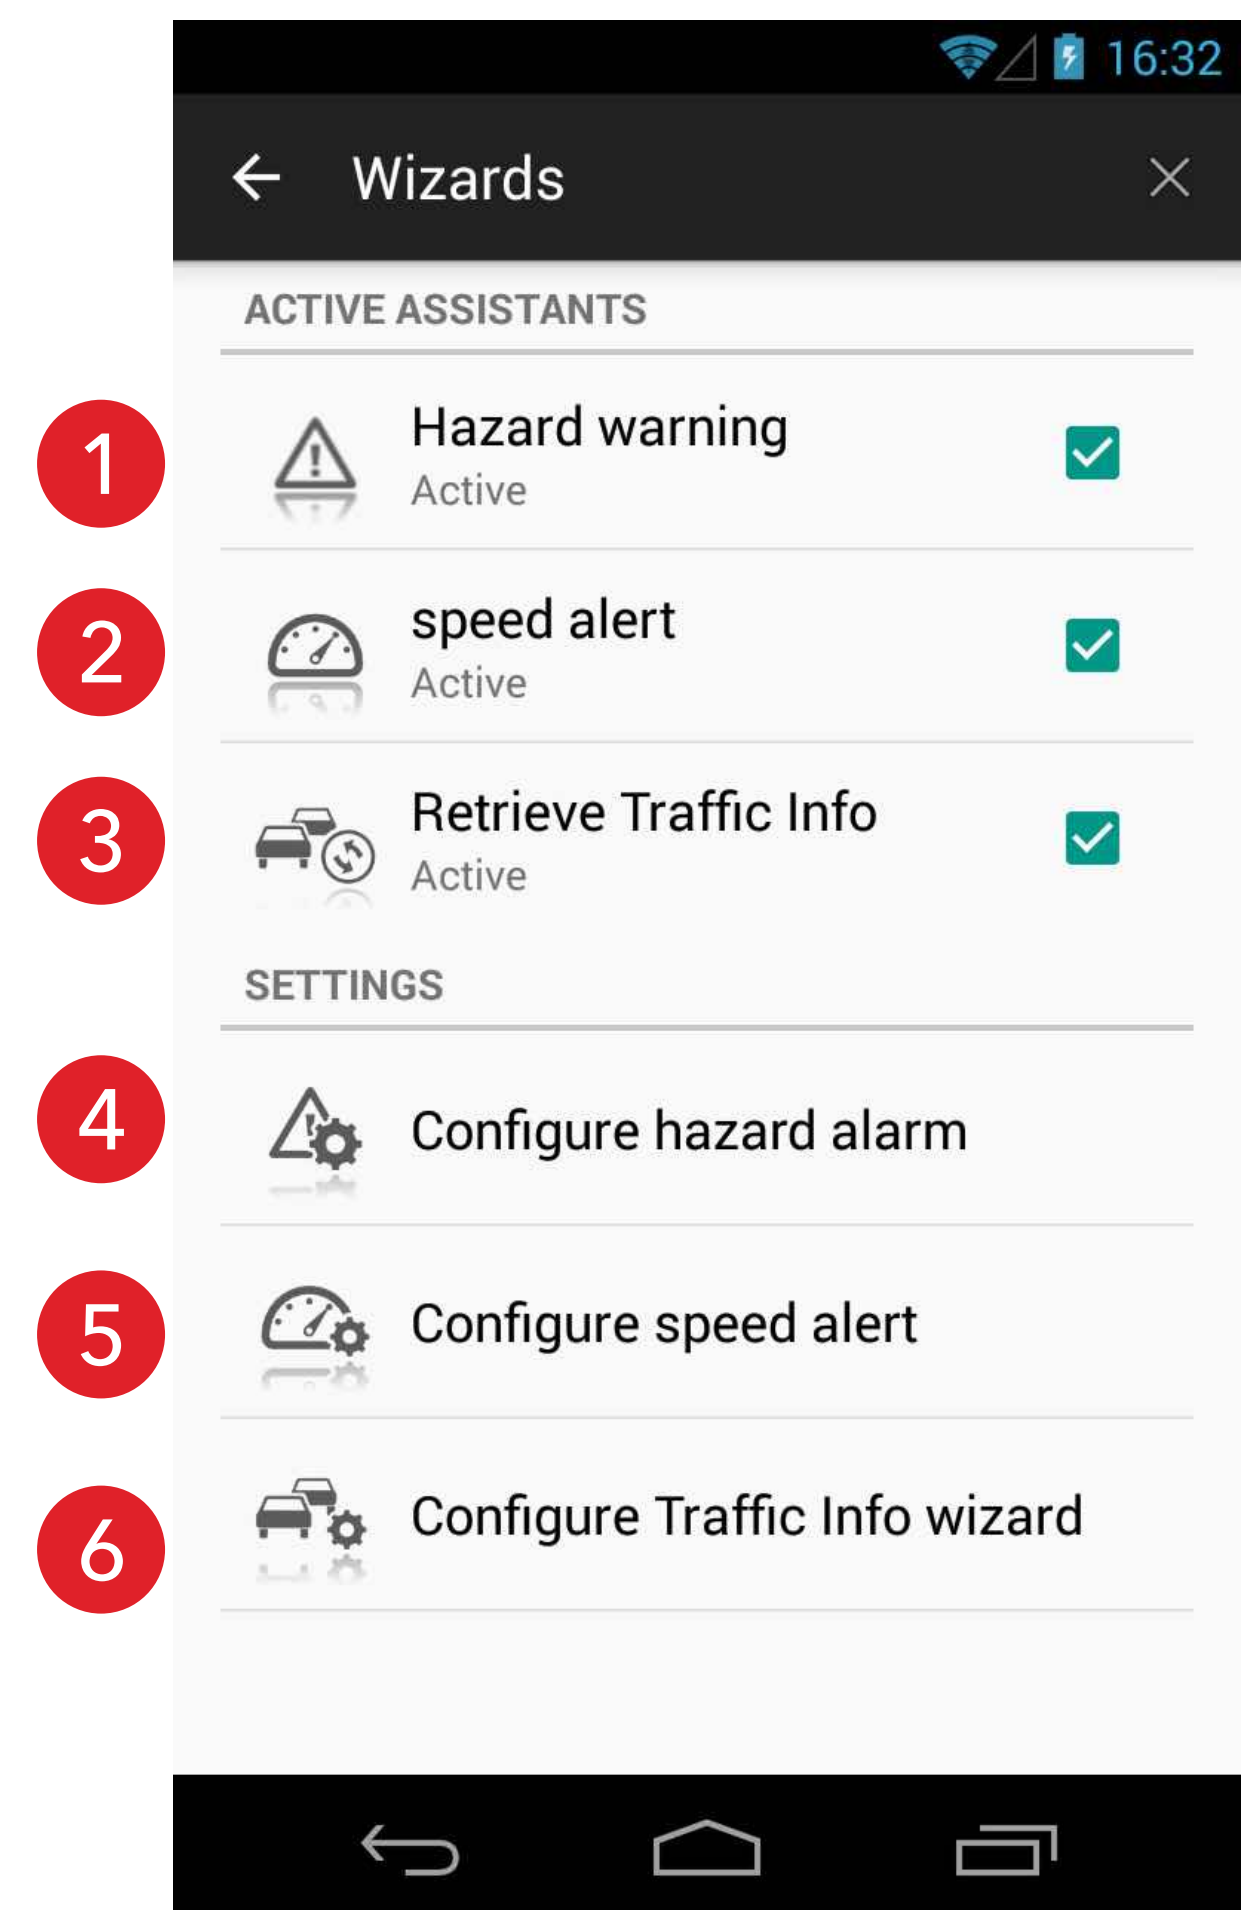 16:32
Wizards
ACTIVE ASSISTANTS
1
Hazard warning
Active
2
speed alert
Active
3
Retrieve Traffic Info
Active
SETTINGS
4
Configure hazard alarm
5
Configure speed alert
6
Configure Traffic Info wizard